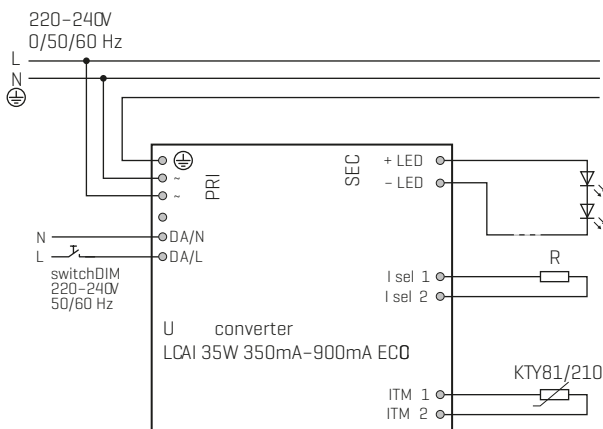 220–240V
0/50/60 Hz
L
N
PRI
SEC
+ LED
– LED
~
~
N
DA/N
L
DA/L
switchDIM
220–240V
50/60 Hz
I sel 1
R
I sel 2
U converter
LCAI 35W 350mA–900mA ECO
KTY81/210
ITM 1
ITM 2